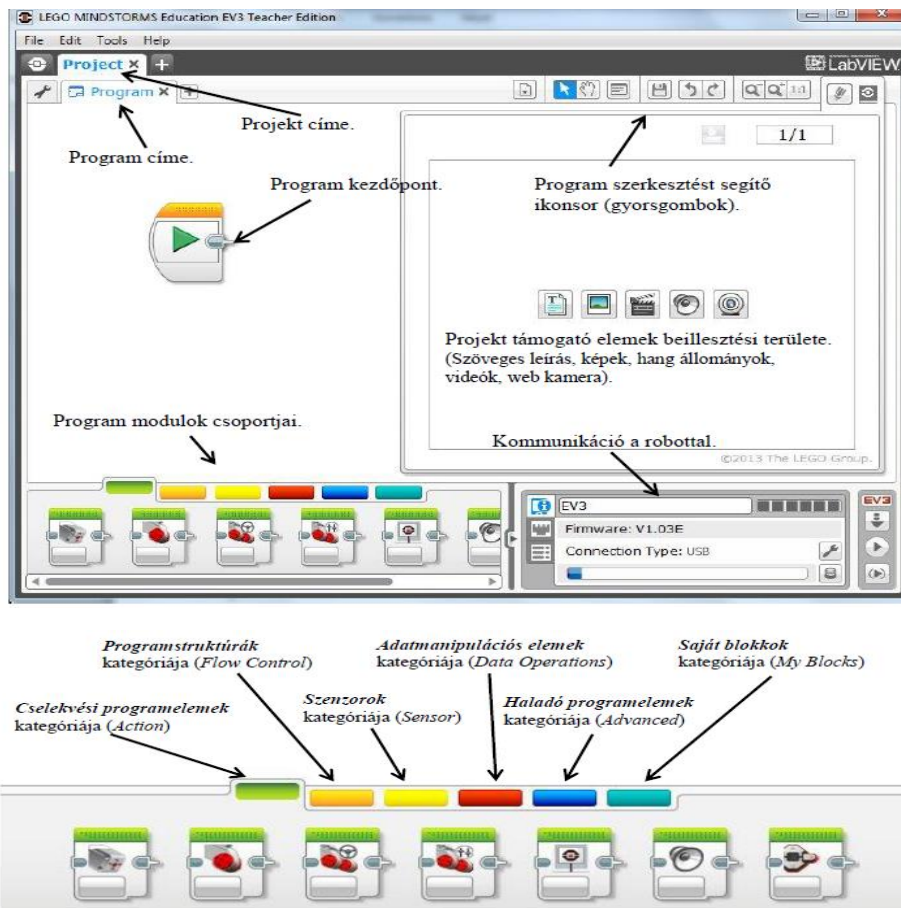 LEGO MINDSTORMS Education EV3 Teacher Edition
File Edit Tools Help
Project
LabVIEW
Program
1:1
Projekt címe.
1/1
Program címe.
Program kezdőpont.
Program szerkesztést segítő
ikonsor (gyorsgombok).
Projekt támogató elemek beillesztési területe.
(Szöveges leírás, képek, hang állományok,
videók, web kamera).
Program modulok csoportjai.
Kommunikáció a robottal.
©2013 The LEGO Group.
EV3
EV3
Firmware: V1.03E
Connection Type: USB
Programstruktúrák
kategóriája (Flow Control)
Adatmanipulációs elemek
kategóriája (Data Operations)
Saját blokkok
kategóriája (My Blocks)
Cselekvési programelemek
kategóriája (Action)
Szenzorok
kategóriája (Sensor)
Haladó programelemek
kategóriája (Advanced)